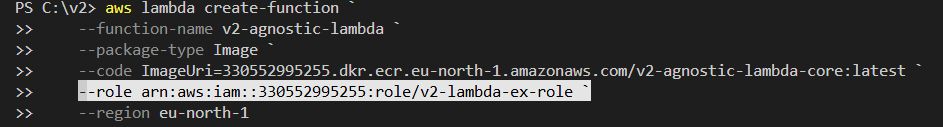 PS C:\v2> aws lambda create-function `
>>     --function-name v2-agnostic-lambda `
>>     --package-type Image `
>>     --code ImageUri=330552995255.dkr.ecr.eu-north-1.amazonaws.com/v2-agnostic-lambda-core:latest `
>>     --role arn:aws:iam::330552995255:role/v2-lambda-ex-role `
>>     --region eu-north-1